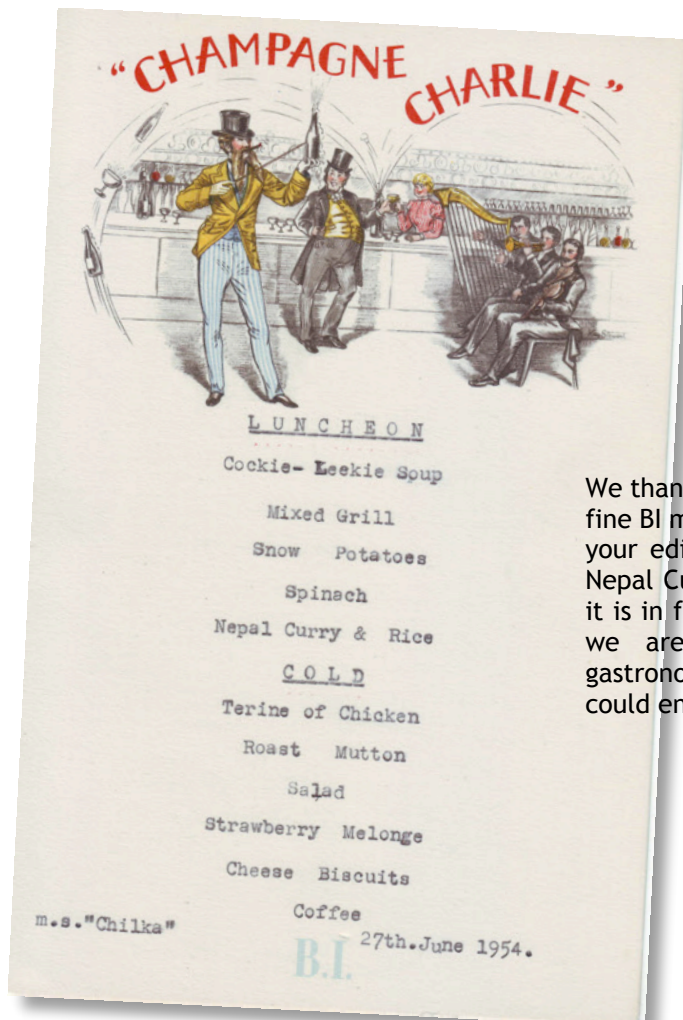 "CHAMPAGNE CHARLIE"
LUNCHEON
Cockie- Leekie Soup
Mixed Grill
Snow Potatoes
Spinach
Nepal Curry & Rice
COLD
Terine of Chicken
Roast Mutton
Salad
Strawberry Melonge
Cheese Biscuits
Coffee
m.s."Chilka"
27th.June 1954.
B.I.
We than
fine BI m
your edi
Nepal Cu
it is in f
we are
gastrono
could en